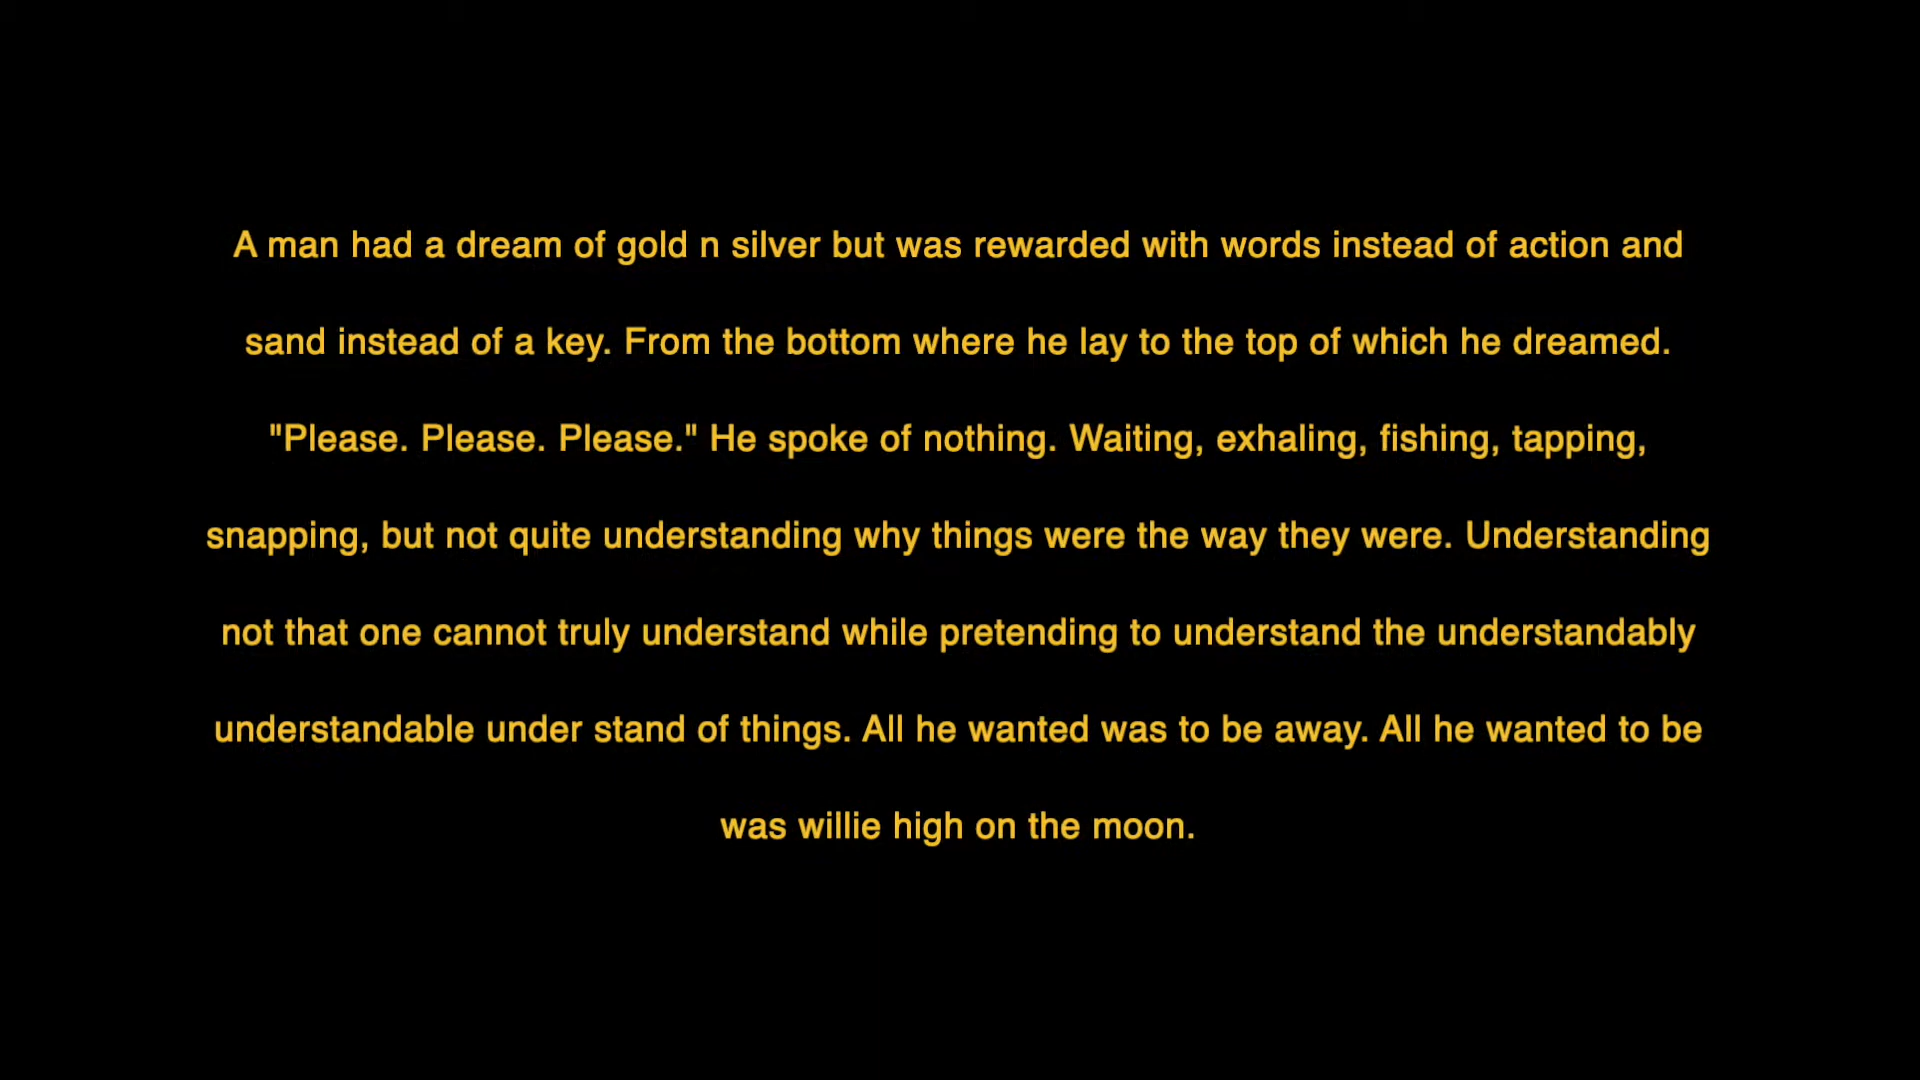 A man had a dream of gold n silver but was rewarded with words instead of action and
sand instead of a key. From the bottom where he lay to the top of which he dreamed.
"Please. Please. Please." He spoke of nothing. Waiting, exhaling, fishing, tapping,
snapping, but not quite understanding why things were the way they were. Understanding
not that one cannot truly understand while pretending to understand the understandably
understandable under stand of things. All he wanted was to be away. All he wanted to be
was willie high on the moon.